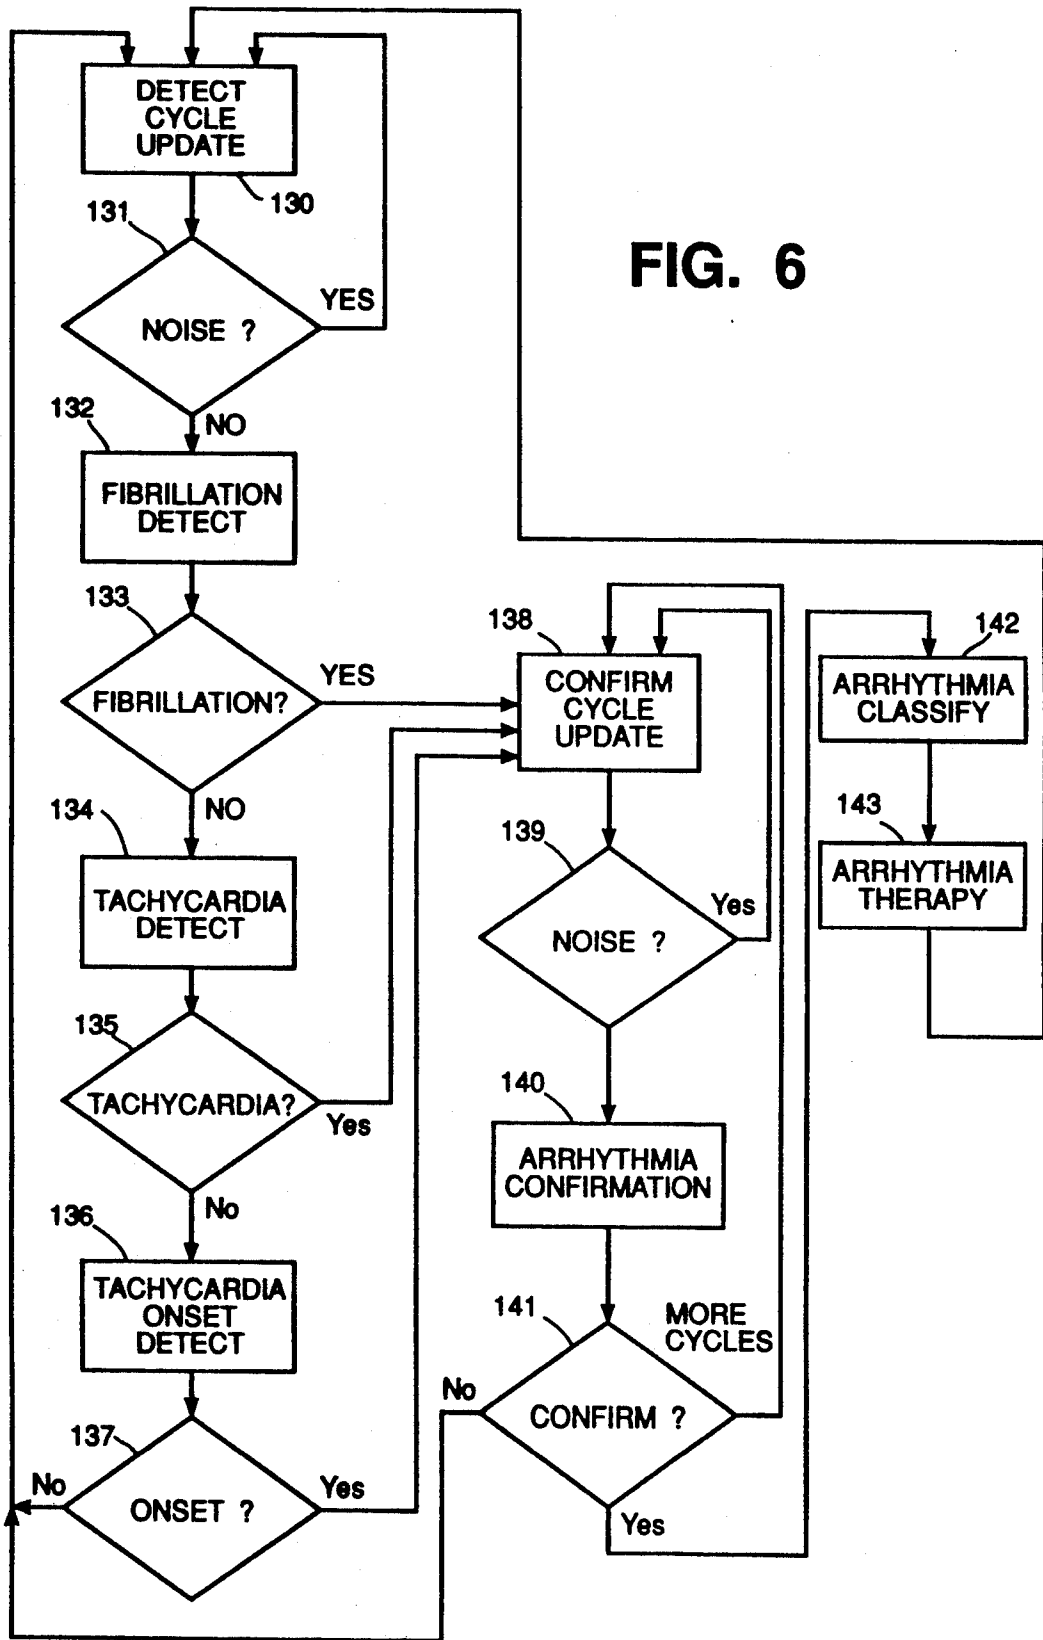 DETECT
CYCLE
UPDATE
130
131
NOISE ?
YES
NO
FIG. 6
132
FIBRILLATION
DETECT
133
FIBRILLATION?
YES
NO
134
TACHYCARDIA
DETECT
135
TACHYCARDIA?
Yes
No
136
TACHYCARDIA
ONSET
DETECT
137
ONSET ?
No
Yes
138
CONFIRM
CYCLE
UPDATE
139
NOISE ?
Yes
140
ARRHYTHMIA
CONFIRMATION
141
CONFIRM ?
MORE
CYCLES
No
Yes
142
ARRHYTHMIA
CLASSIFY
143
ARRHYTHMIA
THERAPY